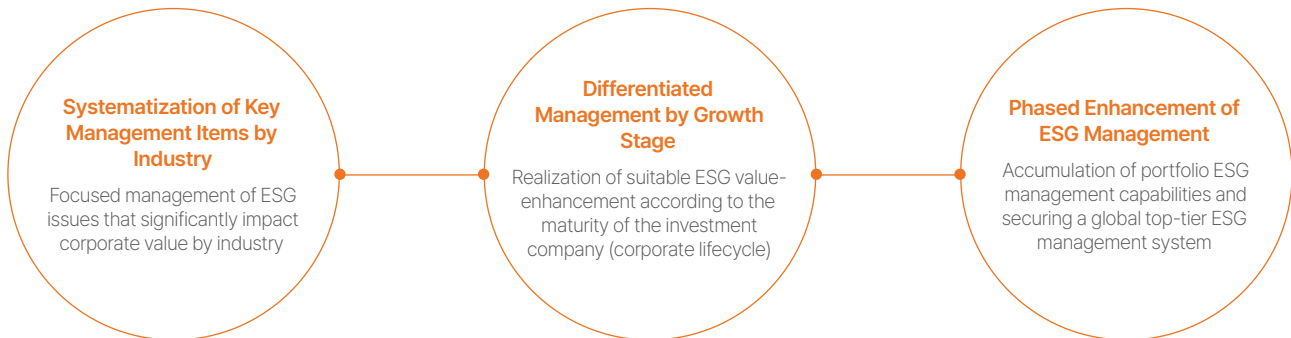 Systematization of Key
Management Items by
Industry
Focused management of ESG
issues that significantly impact
corporate value by industry
Differentiated
Management by Growth
Stage
Realization of suitable ESG value-
enhancement according to the
maturity of the investment
company (corporate lifecycle)
Phased Enhancement of
ESG Management
Accumulation of portfolio ESG
management capabilities and
securing a global top-tier ESG
management system